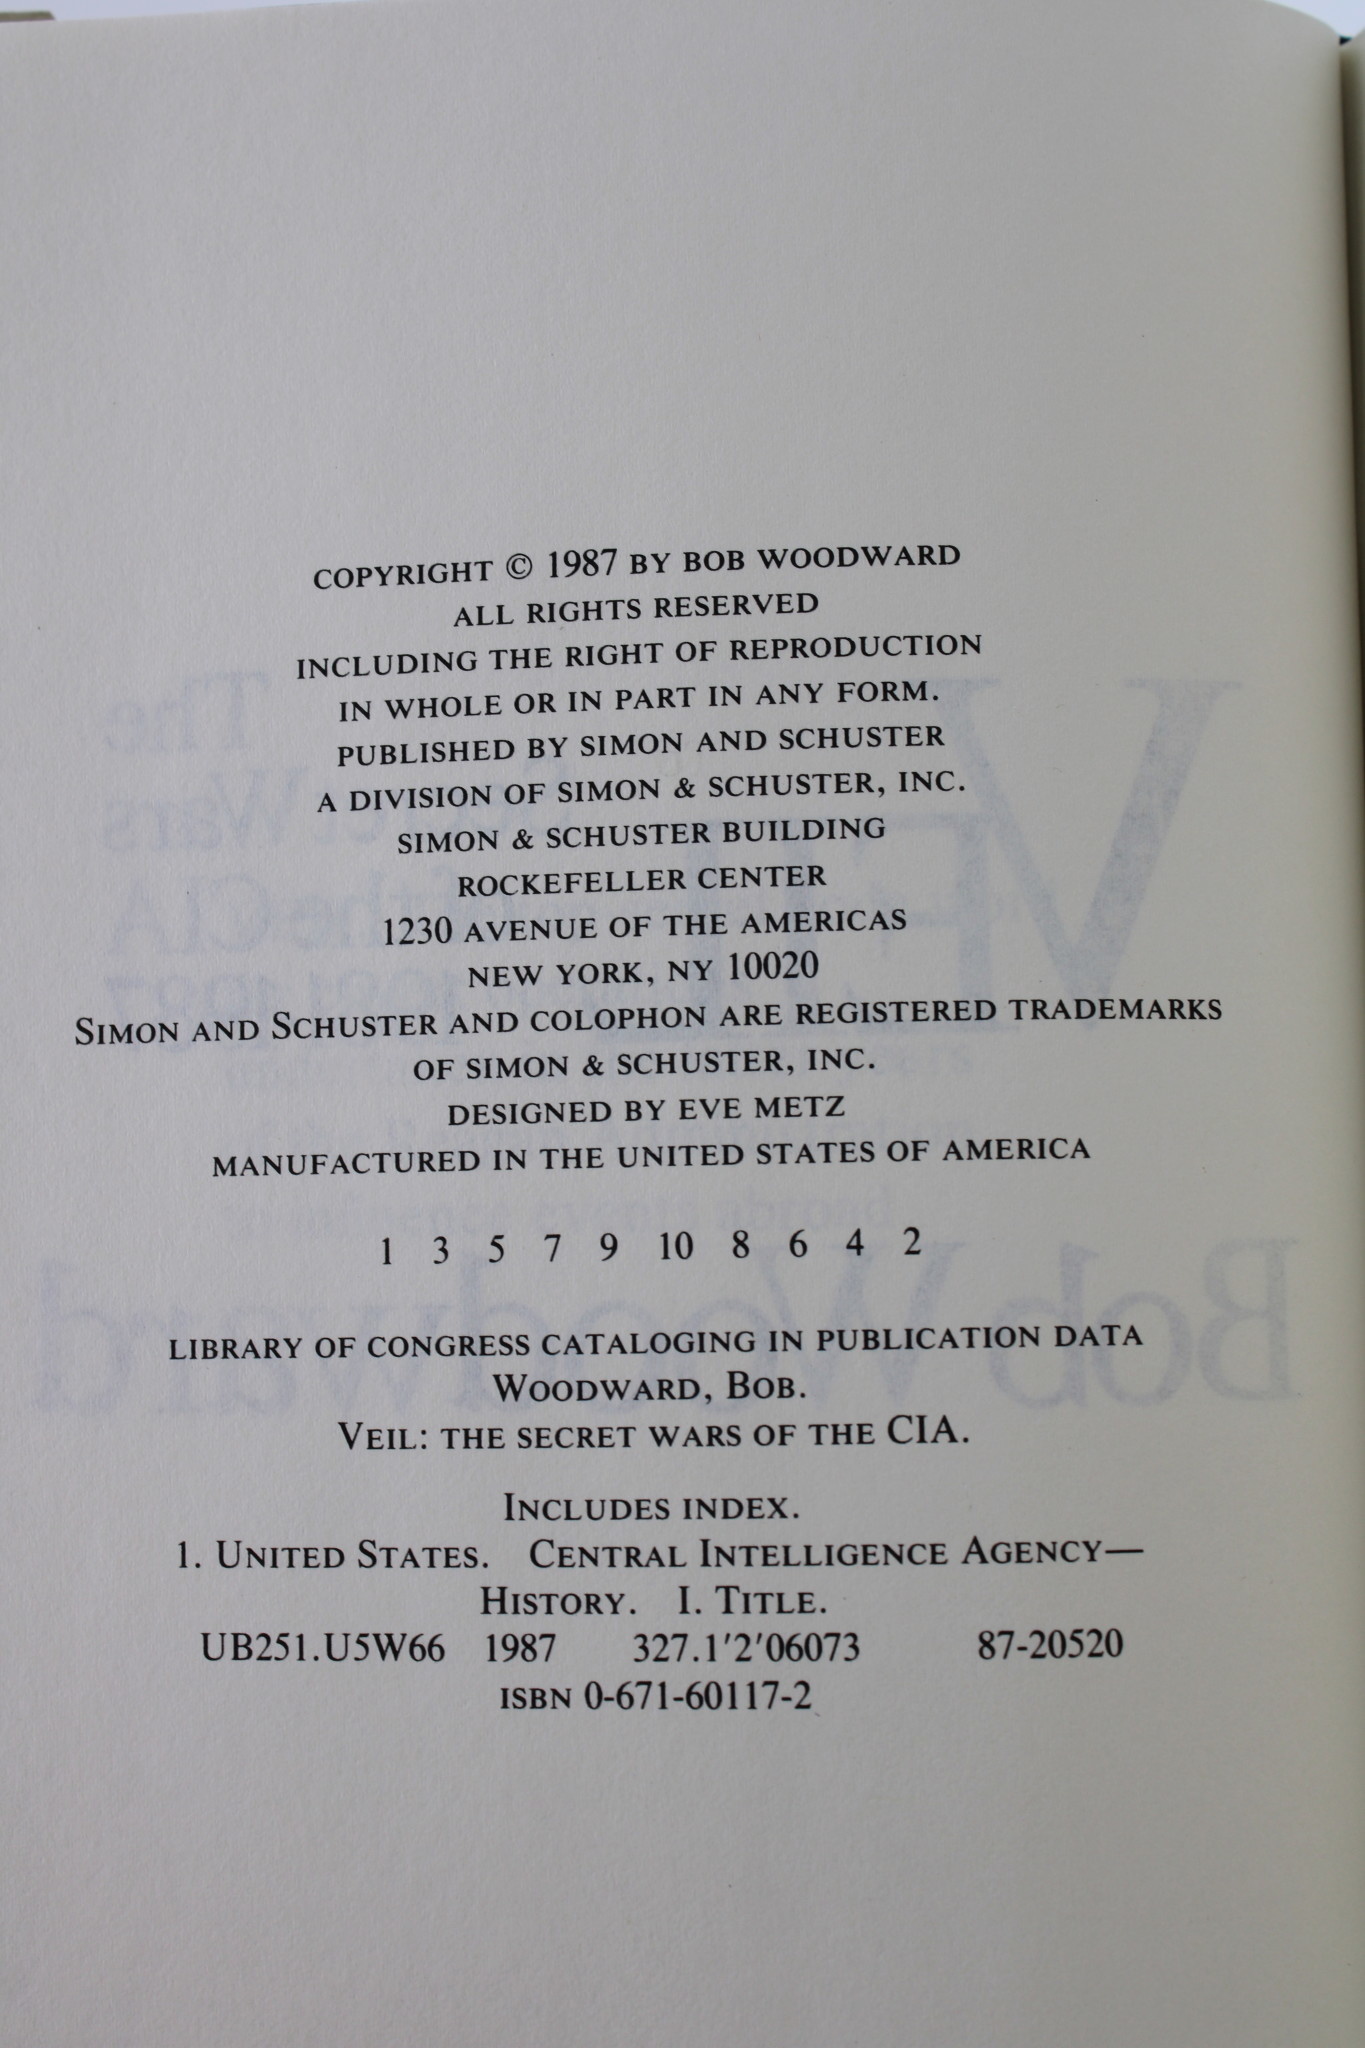 COPYRIGHT © 1987 BY BOB WOODWARD
ALL RIGHTS RESERVED
INCLUDING THE RIGHT OF REPRODUCTION
IN WHOLE OR IN PART IN ANY FORM.
PUBLISHED BY SIMON AND SCHUSTER
A DIVISION OF SIMON & SCHUSTER, INC.
SIMON & SCHUSTER BUILDING
ROCKEFELLER CENTER
1230 AVENUE OF THE AMERICAS
NEW YORK, NY 10020
SIMON AND SCHUSTER AND COLOPHON ARE REGISTERED TRADEMARKS
OF SIMON & SCHUSTER, INC.
DESIGNED BY EVE METZ
MANUFACTURED IN THE UNITED STATES OF AMERICA
1 3 5 7 9 10 8 6 4 2
LIBRARY OF CONGRESS CATALOGING IN PUBLICATION DATA
WOODWARD, BOB.
VEIL: THE SECRET WARS OF THE CIA.
INCLUDES INDEX.
1. UNITED STATES. CENTRAL INTELLIGENCE AGENCY—
HISTORY. I. TITLE.
UB251.U5W66 1987 327.1'2'06073 87-20520
ISBN 0-671-60117-2